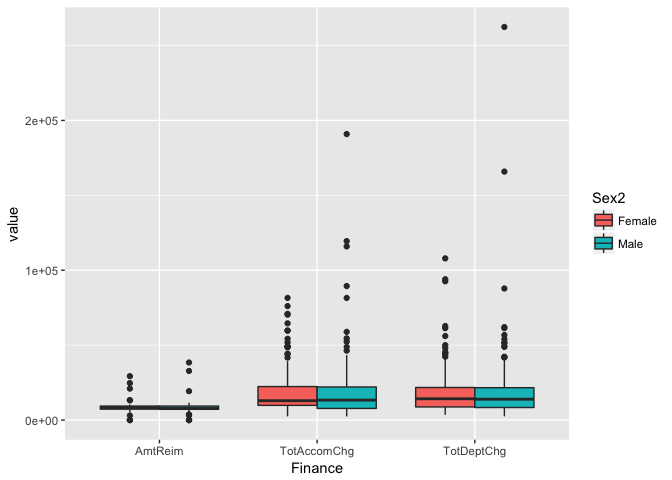 2e+05
1e+05
0e+00
value
AmtReim TotAccomChg TotDeptChg
Finance
Sex2
Female
Male